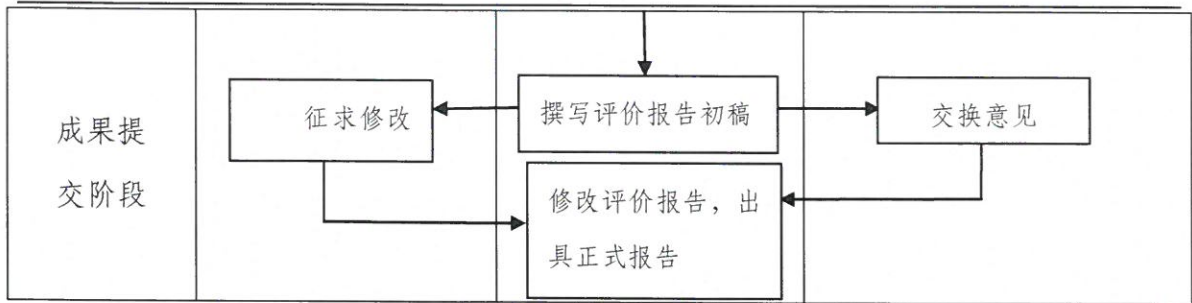 成果提
交阶段
征求修改
撰写评价报告初稿
交换意见
修改评价报告，出
具正式报告